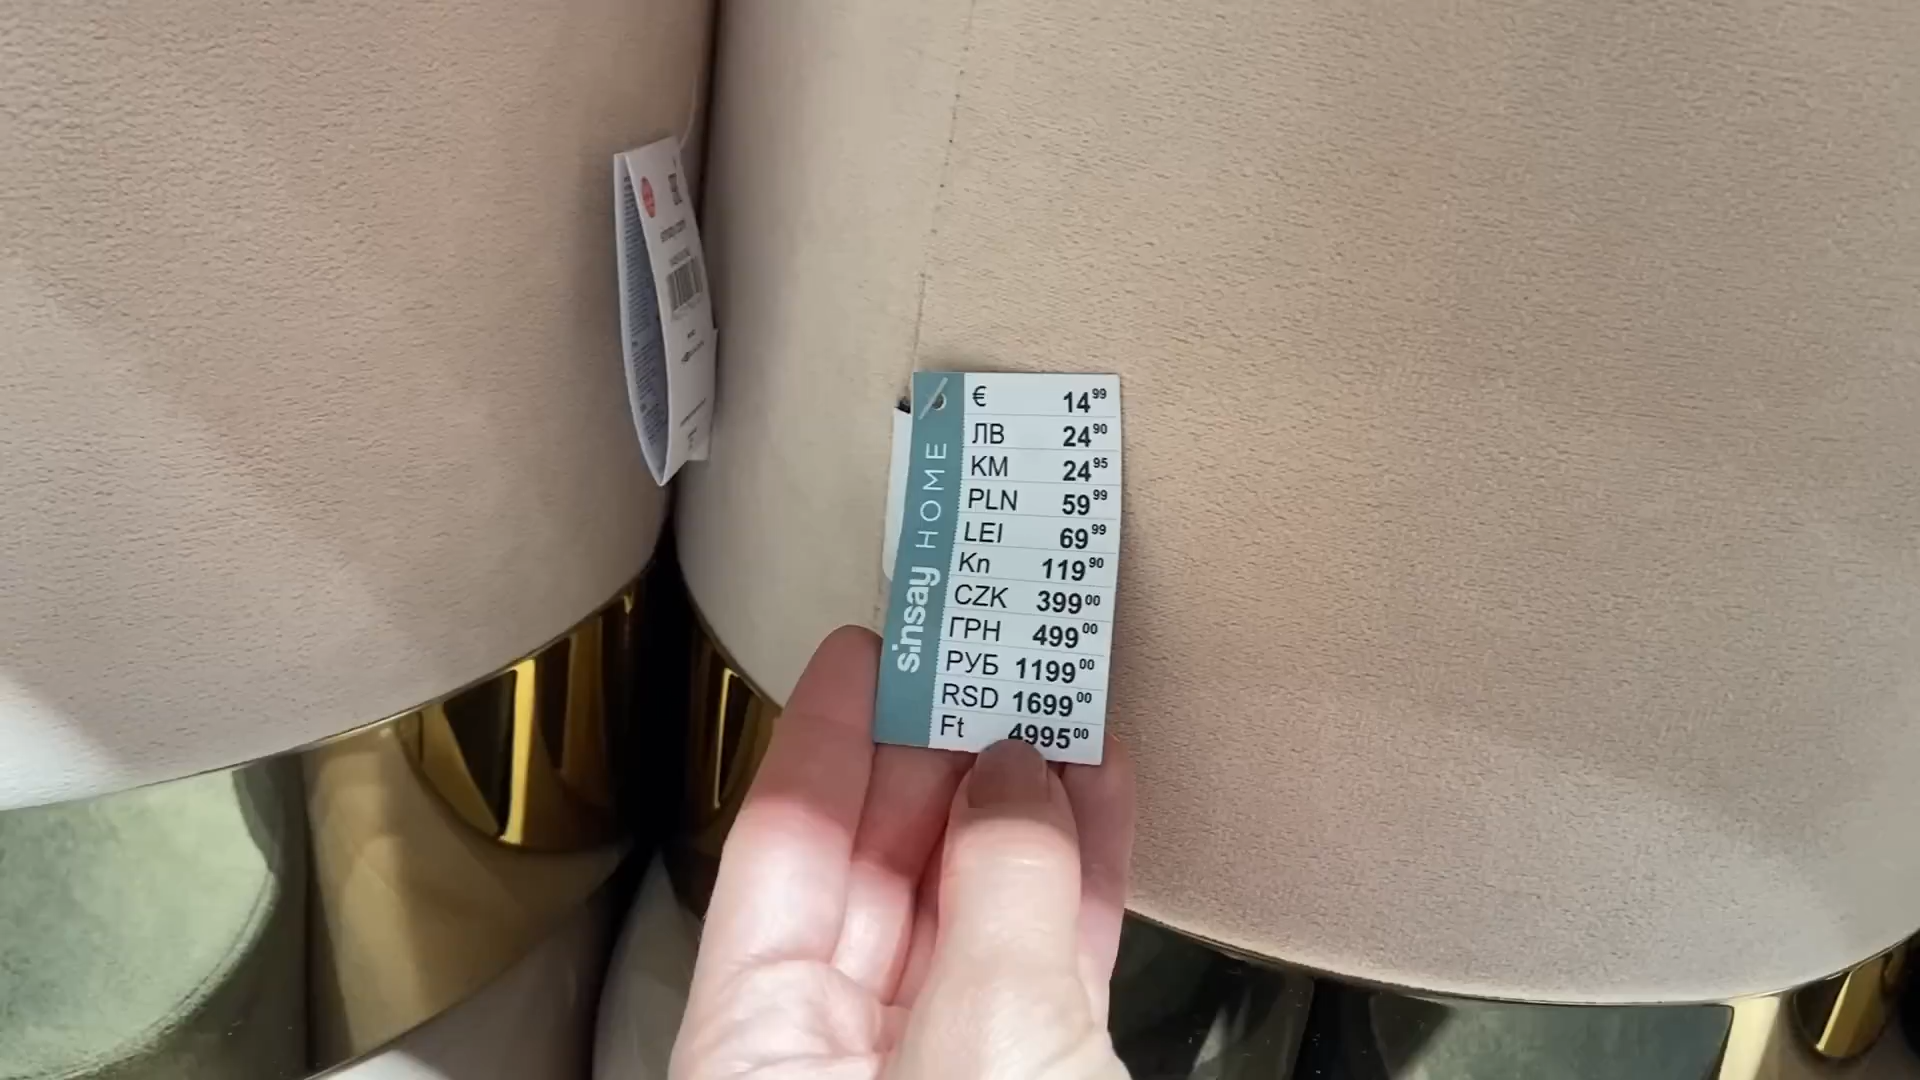 sinsay HOME
€ 14⁹⁹
ЛВ 24⁹⁰
KM 24⁹⁵
PLN 59⁹⁹
LEI 69⁹⁹
Kn 119⁹⁰
CZK 399⁰⁰
ГРН 499⁰⁰
РУБ 1199⁰⁰
RSD 1699⁰⁰
Ft 4995⁰⁰